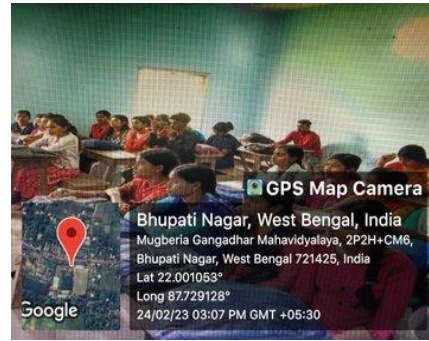 GPS Map Camera
Bhupati Nagar, West Bengal, India
Mugberia Gangadhar Mahavidyalaya, 2P2H+CM6,
Bhupati Nagar, West Bengal 721425, India
Lat 22.001053°
Long 87.729128°
24/02/23 03:07 PM GMT +05:30
Google